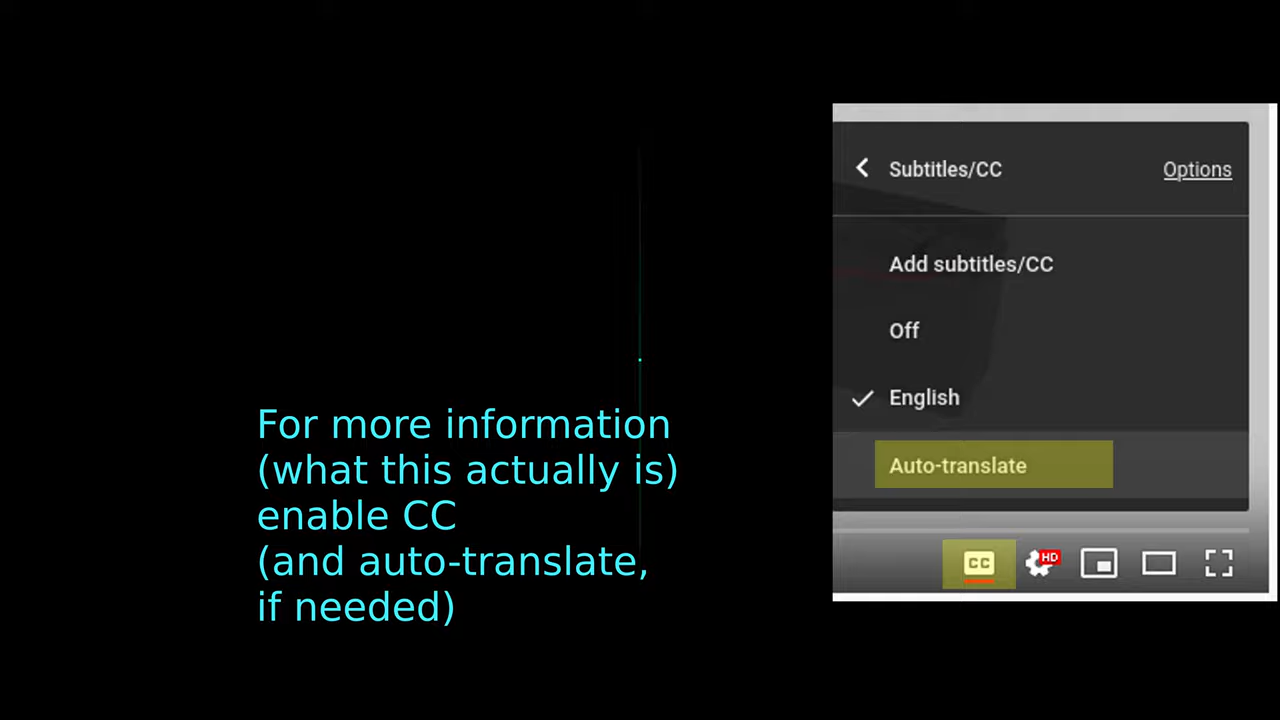 For more information
(what this actually is)
enable CC
(and auto-translate,
if needed)
Subtitles/CC
Options
Add subtitles/CC
Off
English
Auto-translate
CC
HD